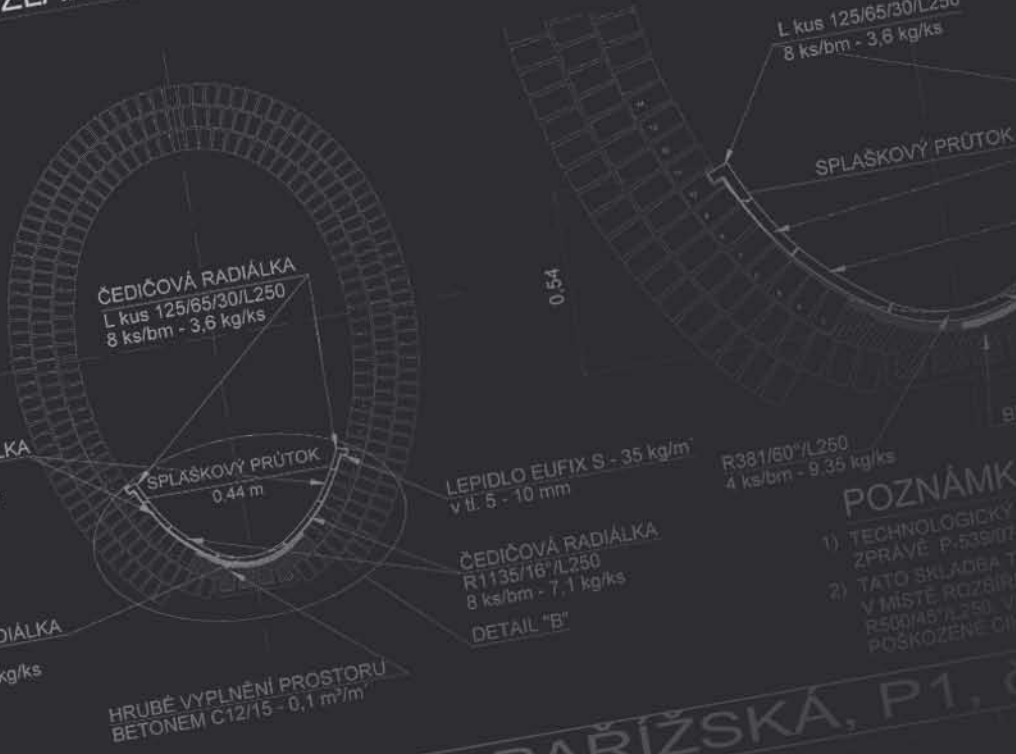 ČEDIČOVÁ RADIÁLKA
L kus 125/65/30/L250
8 ks/bm - 3,6 kg/ks
SPLAŠKOVÝ PRŮTOK
0.44 m
LEPIDLO EUFIX S - 35 kg/m
v tl. 5 - 10 mm
ČEDIČOVÁ RADIÁLKA
R1135/16°/L250
8 ks/bm - 7,1 kg/ks
DETAIL "B"
HRUBÉ VYPLNĚNÍ PROSTORU
BETONEM C12/15 - 0,1 m³/m
kg/ks
L kus 125/65/30/L250
8 ks/bm - 3,6 kg/ks
SPLAŠKOVÝ PRŮTOK
0,54
R381/60°/L250
4 ks/bm - 9.35 kg/ks
1) TECHNOLOGICKÝ
ZPRÁVĚ P-539/07
2) TATO SKLADBA
V MÍSTĚ
R500/45°/L250, V
POŠKOZENÉ
PAŘÍŽSKÁ, P1,